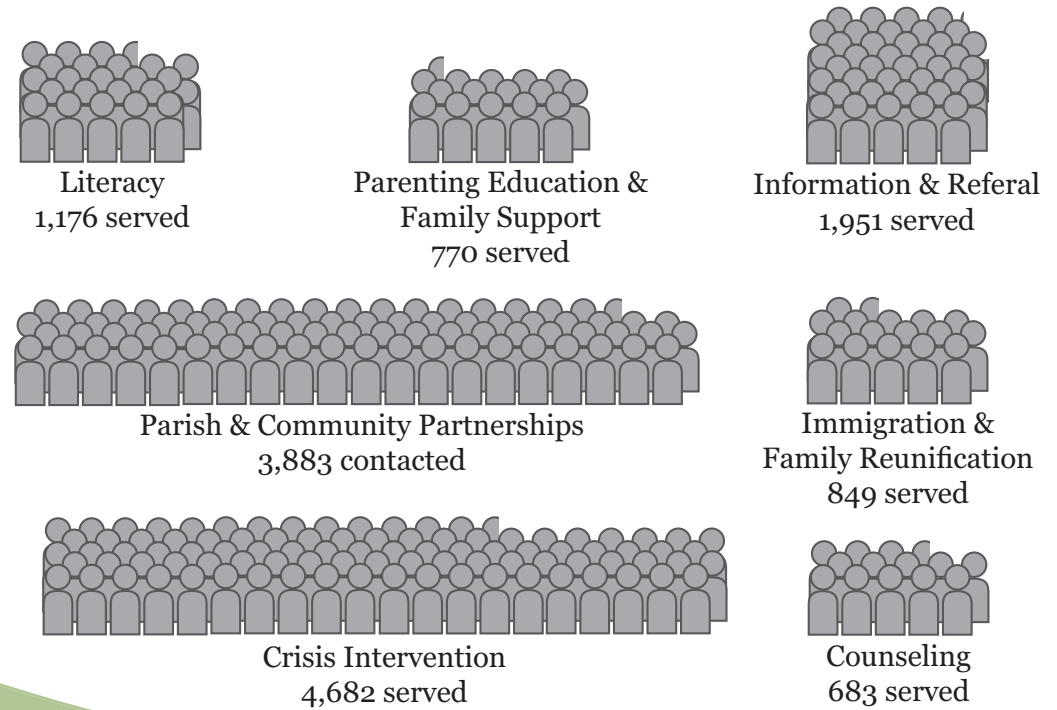 Literacy
1,176 served
Parenting Education &
Family Support
770 served
Information & Referal
1,951 served
Parish & Community Partnerships
3,883 contacted
Immigration &
Family Reunification
849 served
Crisis Intervention
4,682 served
Counseling
683 served